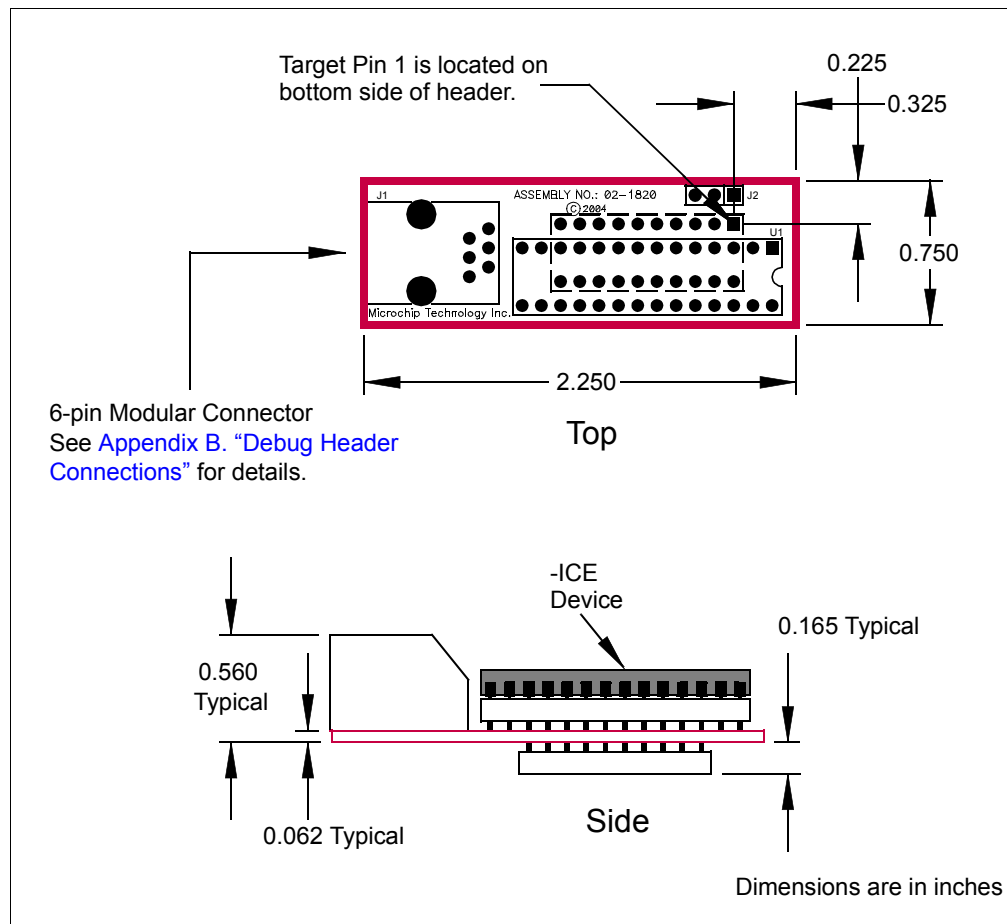 Target Pin 1 is located on
bottom side of header.
0.225
0.325
J1
ASSEMBLY NO.: 02-1820
©2004
J2
U1
0.750
Microchip Technology Inc.
2.250
6-pin Modular Connector
See Appendix B. “Debug Header
Connections” for details.
Top
-ICE
Device
0.165 Typical
0.560
Typical
0.062 Typical
Side
Dimensions are in inches